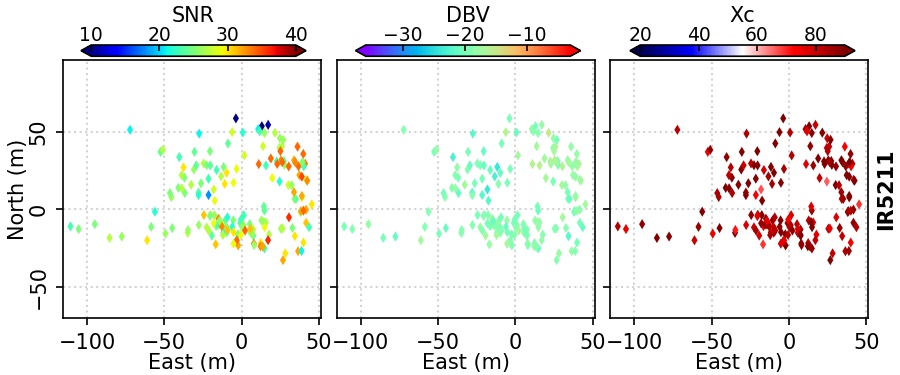 SNR DBV Xc
10 20 30 40 −30 −20 −10 20 40 60 80
50
0
−50
North (m)
IR5211
−100 −50 0 50 −100 −50 0 50 −100 −50 0 50
East (m) East (m) East (m)